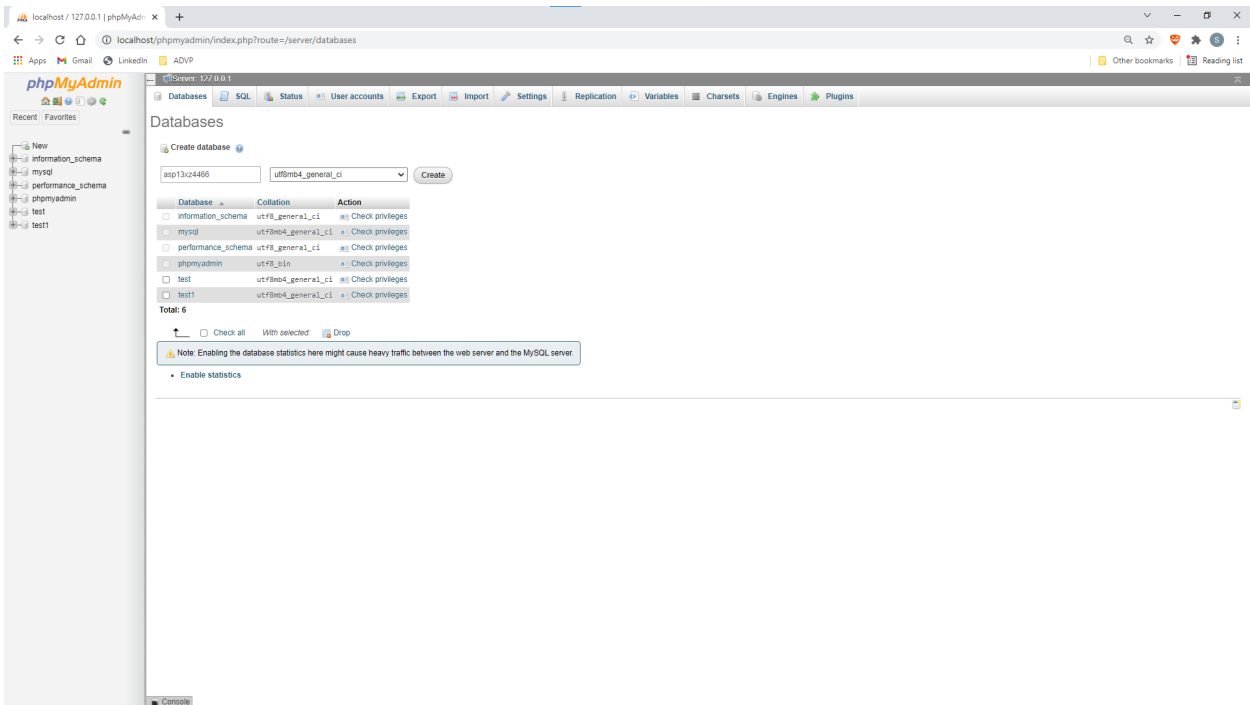 localhost / 127.0.0.1 | phpMyAdm
localhost/phpmyadmin/index.php?route=/server/databases
S
Apps Gmail LinkedIn ADVP Other bookmarks Reading list
phpMyAdmin
Recent Favorites
New
information_schema
mysql
performance_schema
phpmyadmin
test
test1
Server: 127.0.0.1
Databases SQL Status User accounts Export Import Settings Replication Variables Charsets Engines Plugins
Databases
Create database
asp13xz4466 utf8mb4_general_ci Create
Database Collation Action
information_schema utf8_general_ci Check privileges
mysql utf8mb4_general_ci Check privileges
performance_schema utf8_general_ci Check privileges
phpmyadmin utf8_bin Check privileges
test utf8mb4_general_ci Check privileges
test1 utf8mb4_general_ci Check privileges
Total: 6
Check all With selected: Drop
Note: Enabling the database statistics here might cause heavy traffic between the web server and the MySQL server.
Enable statistics
Console